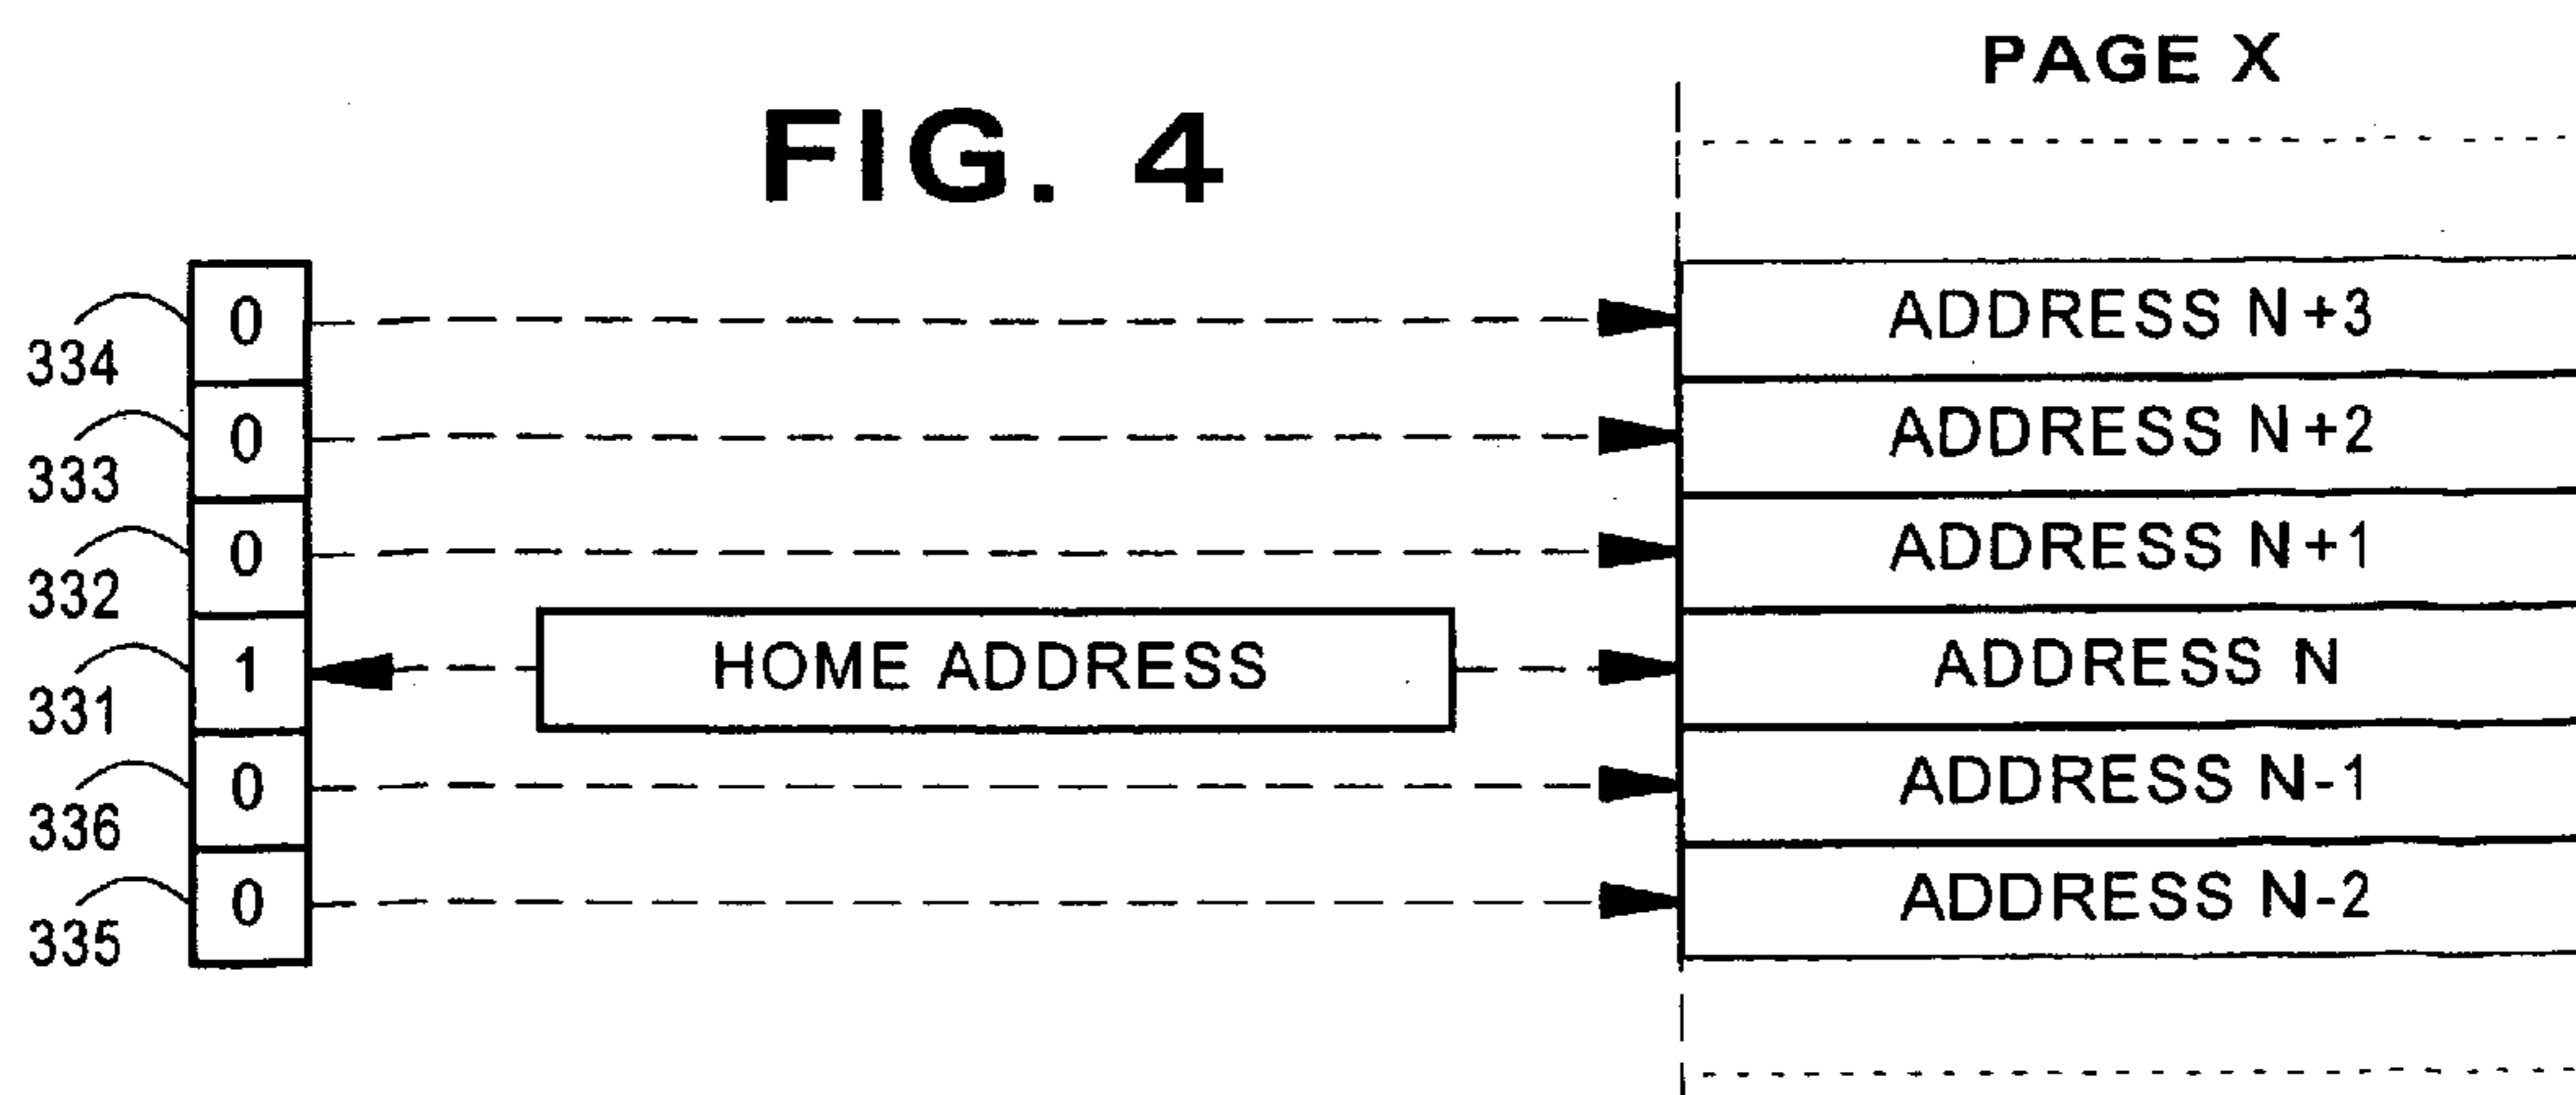 PAGE X
FIG. 4
334 0 ADDRESS N+3
333 0 ADDRESS N+2
332 0 ADDRESS N+1
331 1 HOME ADDRESS ADDRESS N
336 0 ADDRESS N-1
335 0 ADDRESS N-2